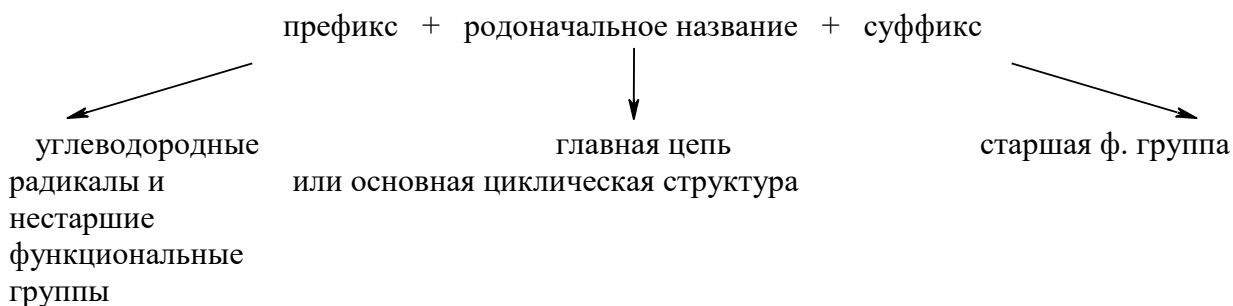 префикс + родоначальное название + суффикс
углеводородные
радикалы и
нестаршие
функциональные
группы
главная цепь
или основная циклическая структура
старшая ф. группа